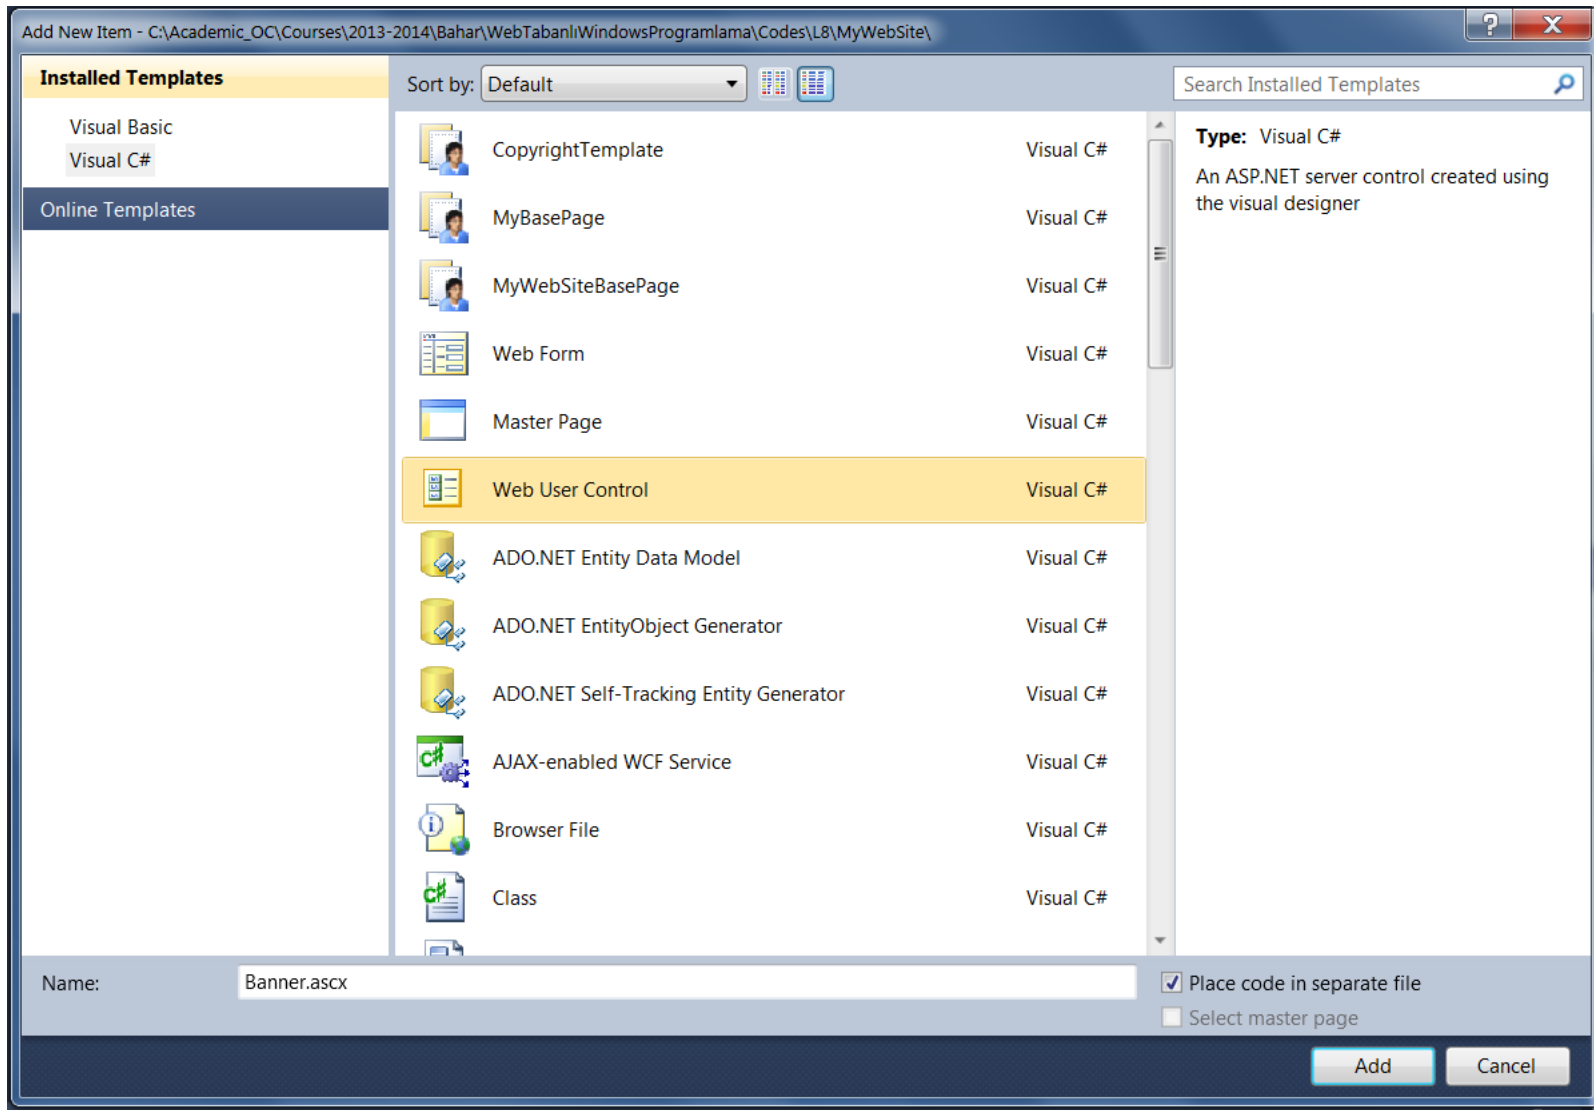 Add New Item - C:\Academic_OC\Courses\2013-2014\Bahar\WebTabanlıWindowsProgramlama\Codes\L8\MyWebSite\
Installed Templates
Visual Basic
Visual C#
Online Templates
Sort by: Default
Search Installed Templates
CopyrightTemplate Visual C#
MyBasePage Visual C#
MyWebSiteBasePage Visual C#
Web Form Visual C#
Master Page Visual C#
Web User Control Visual C#
ADO.NET Entity Data Model Visual C#
ADO.NET EntityObject Generator Visual C#
ADO.NET Self-Tracking Entity Generator Visual C#
AJAX-enabled WCF Service Visual C#
Browser File Visual C#
Class Visual C#
Type: Visual C#
An ASP.NET server control created using
the visual designer
Name: Banner.ascx
Place code in separate file
Select master page
Add Cancel